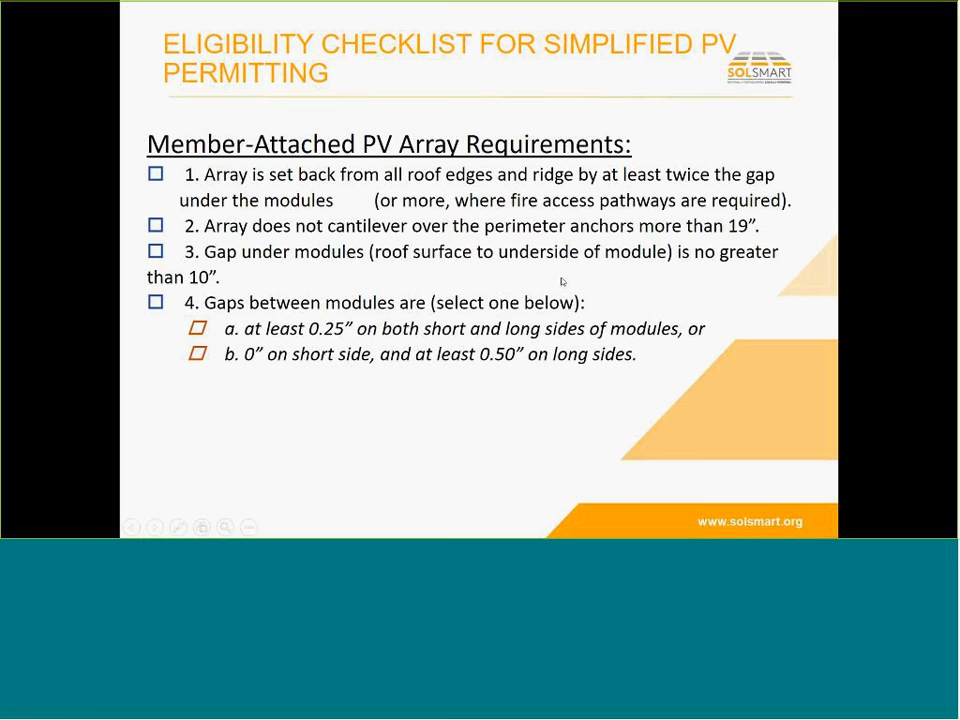 ELIGIBILITY CHECKLIST FOR SIMPLIFIED PV
PERMITTING
SOLSMART
Member-Attached PV Array Requirements:
1. Array is set back from all roof edges and ridge by at least twice the gap
under the modules (or more, where fire access pathways are required).
2. Array does not cantilever over the perimeter anchors more than 19”.
3. Gap under modules (roof surface to underside of module) is no greater
than 10”.
4. Gaps between modules are (select one below):
a. at least 0.25” on both short and long sides of modules, or
b. 0” on short side, and at least 0.50” on long sides.
www.solsmart.org